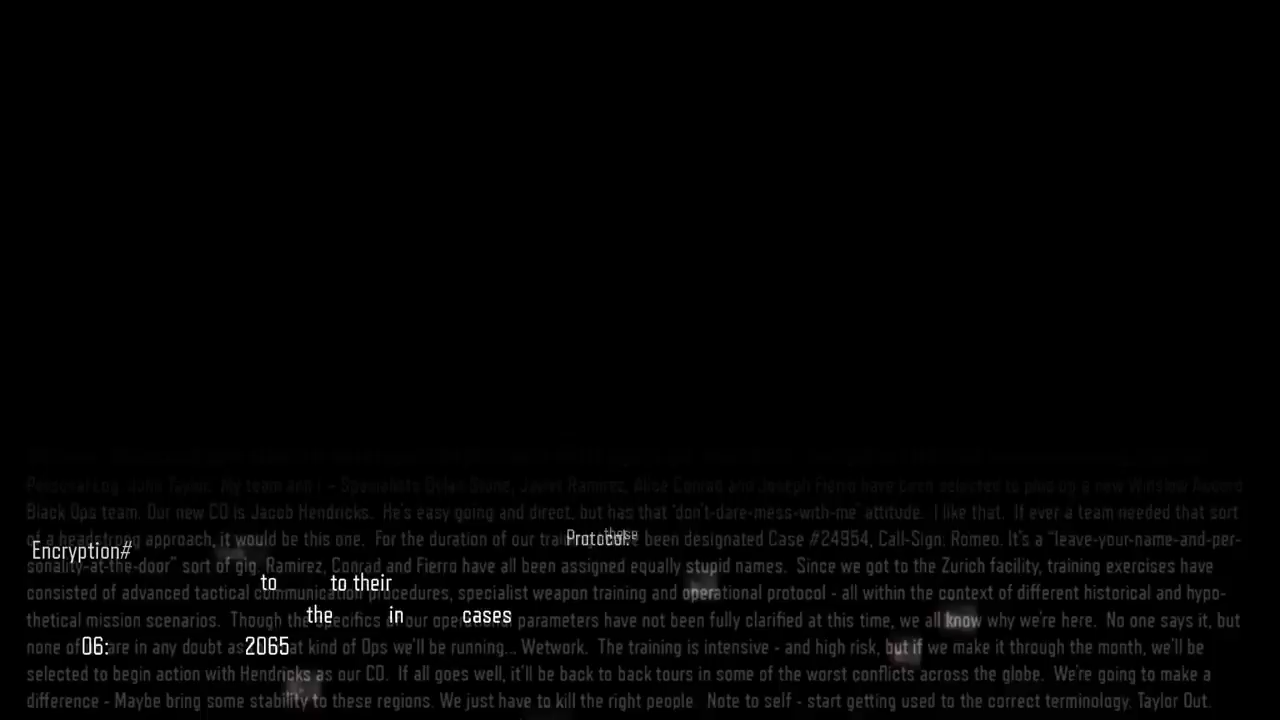 Personal Log. John Taylor. My team and I - Specialists Dylan Stone, Javier Ramirez, Alice Conrad and Joseph Fierro have been selected to plus up a new Winslow Accord
Black Ops team. Our new CO is Jacob Hendricks. He's easy going and direct, but has that 'don't-dare-mess-with-me" attitude. I like that. If ever a team needed that sort
of a headstrong approach, it would be this one. For the duration of our been designated Case #24954, Call-Sign: Romeo. It's a "leave-your-name-and-per-
Protocol: these
Encryption#
sonality-at-the-door" sort of gig. Ramirez, Conrad and Fierro have all been assigned equally stupid names. Since we got to the Zurich facility, training exercises have
to to their
consisted of advanced tactical communication procedures, specialist weapon training and operational protocol - all within the context of different historical and hypo-
the in cases
thetical mission scenarios. Though the specifics of our operational parameters have not been fully clarified at this time, we all know why we're here. No one says it, but
06: 2065
none of are in any doubt as at kind of Ops we'll be running... Wetwork. The training is intensive - and high risk, but if we make it through the month, we'll be
selected to begin action with Hendricks as our CO. If all goes well, it'll be back to back tours in some of the worst conflicts across the globe. We're going to make a
difference - Maybe bring some stability to these regions. We just have to kill the right people Note to self - start getting used to the correct terminology. Taylor Out.